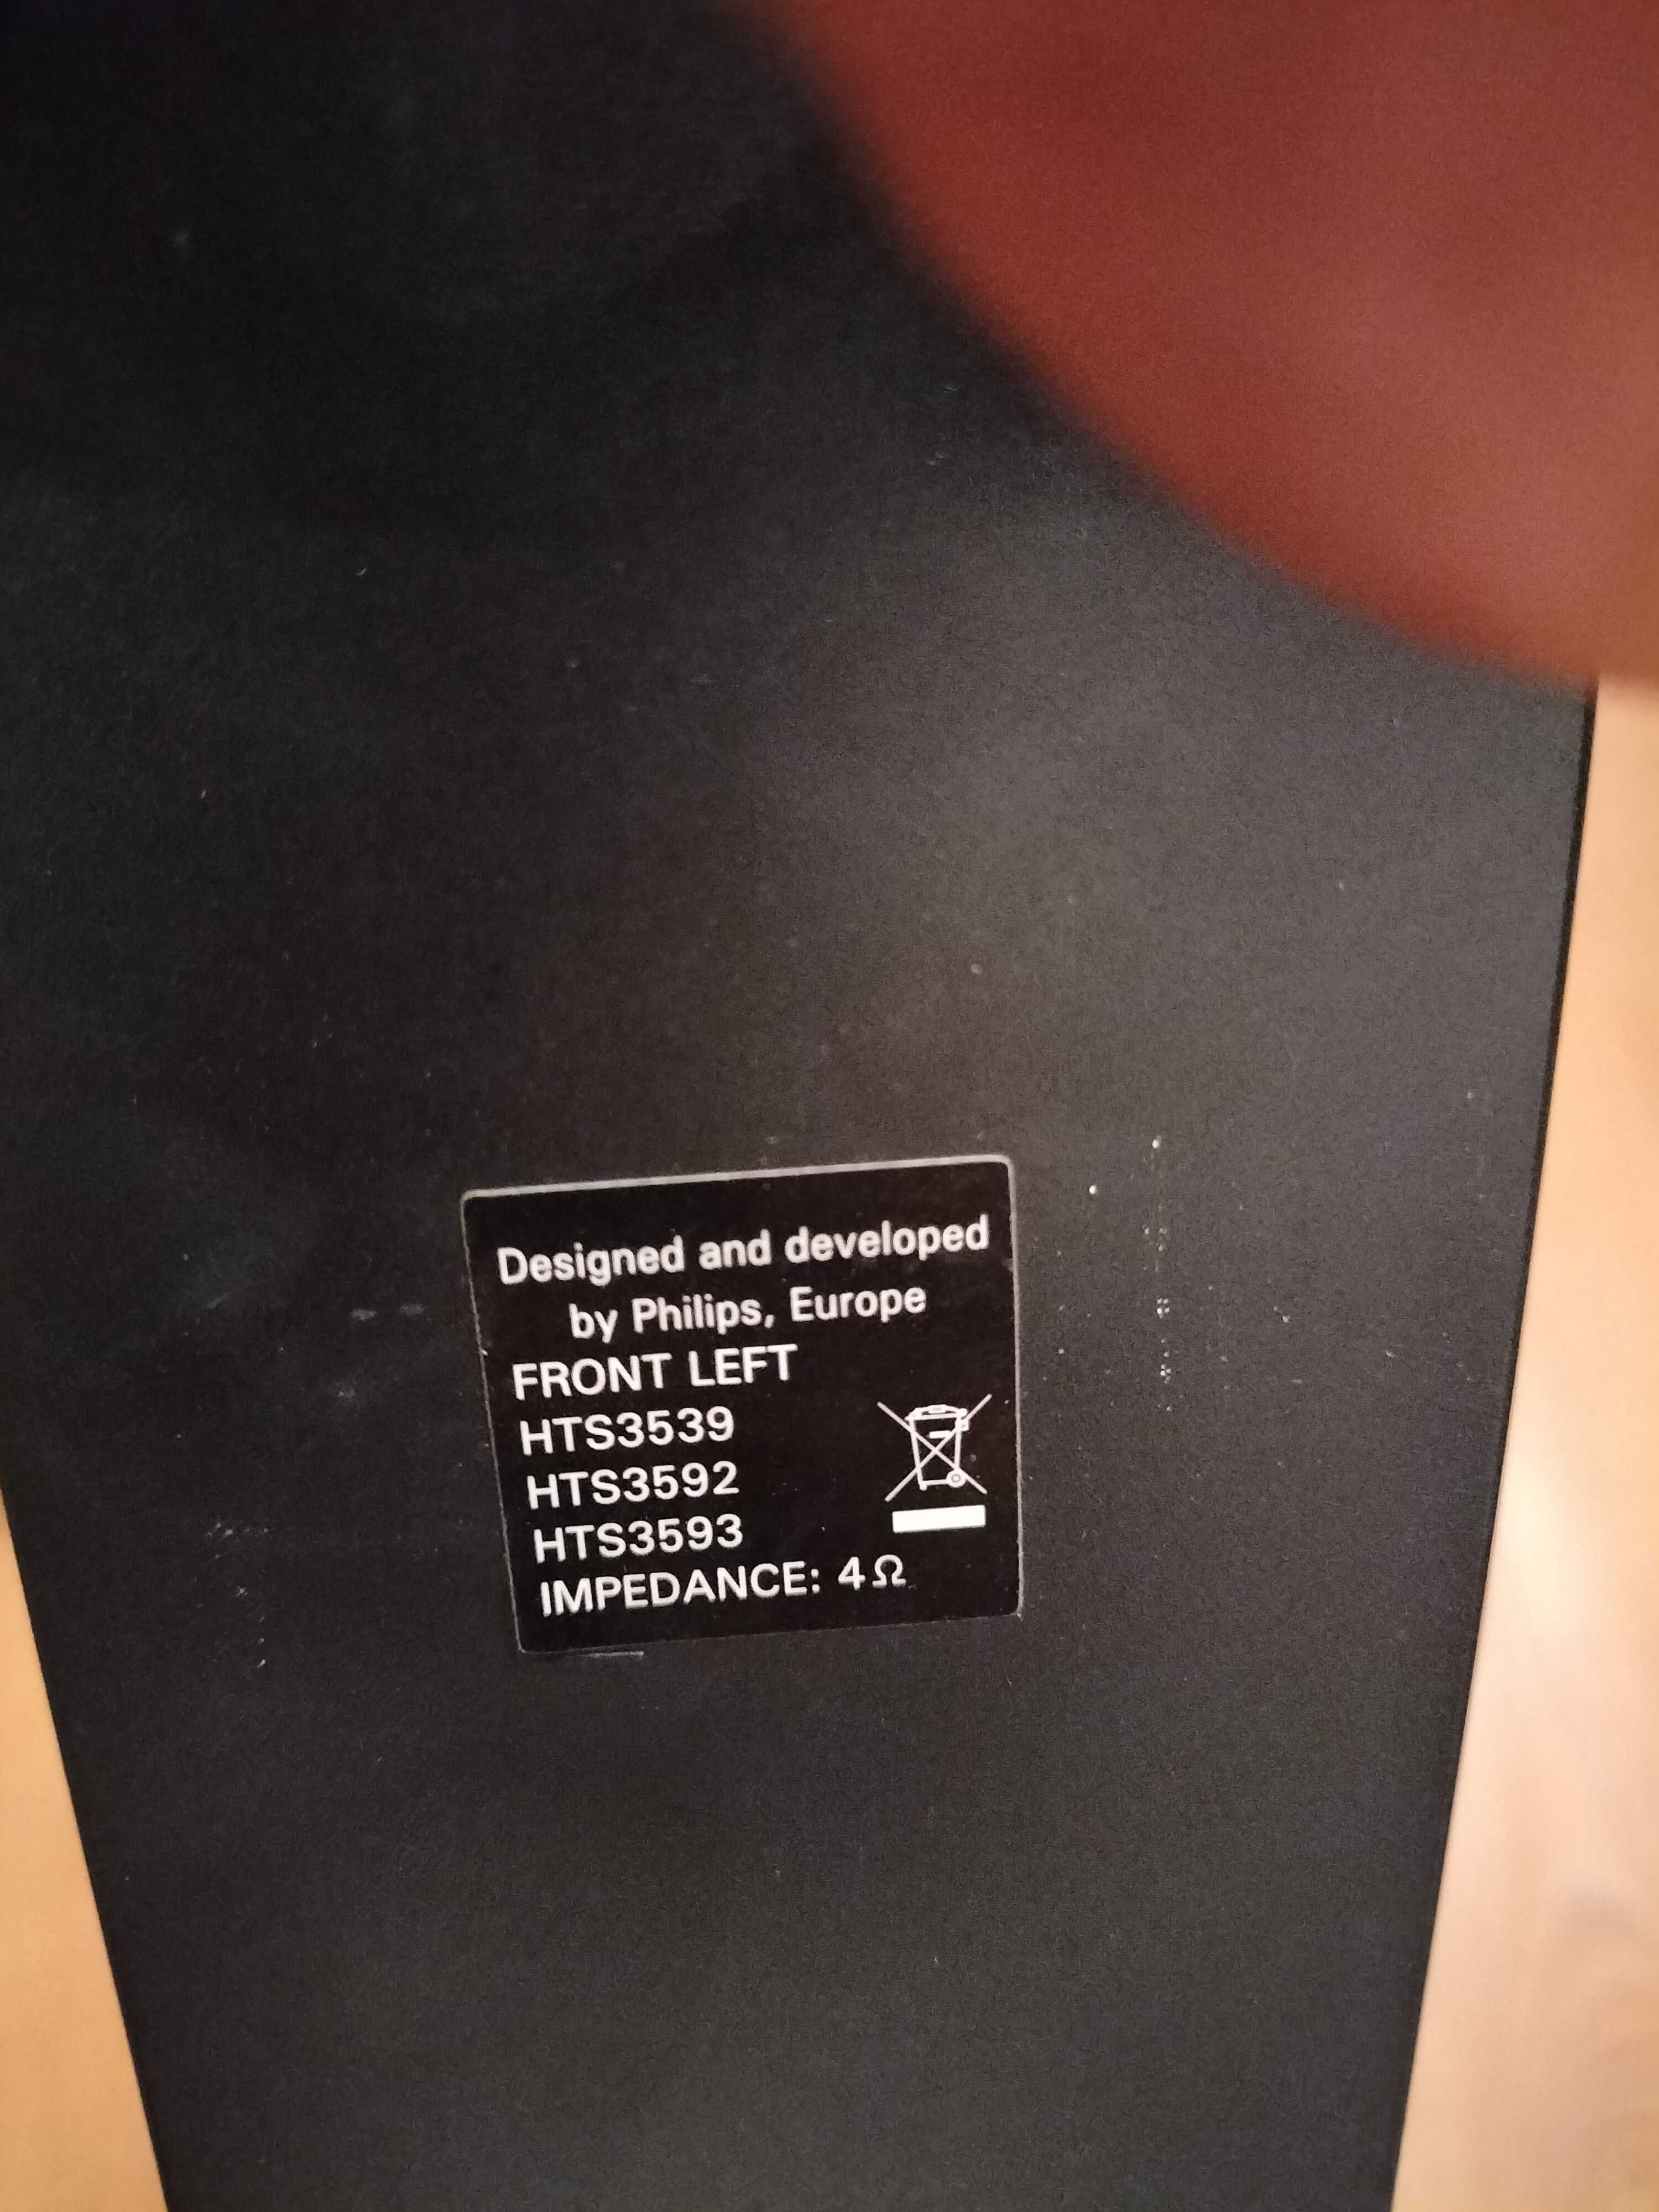 Designed and developed
by Philips, Europe
FRONT LEFT
HTS3539
HTS3592
HTS3593
IMPEDANCE: 4Ω